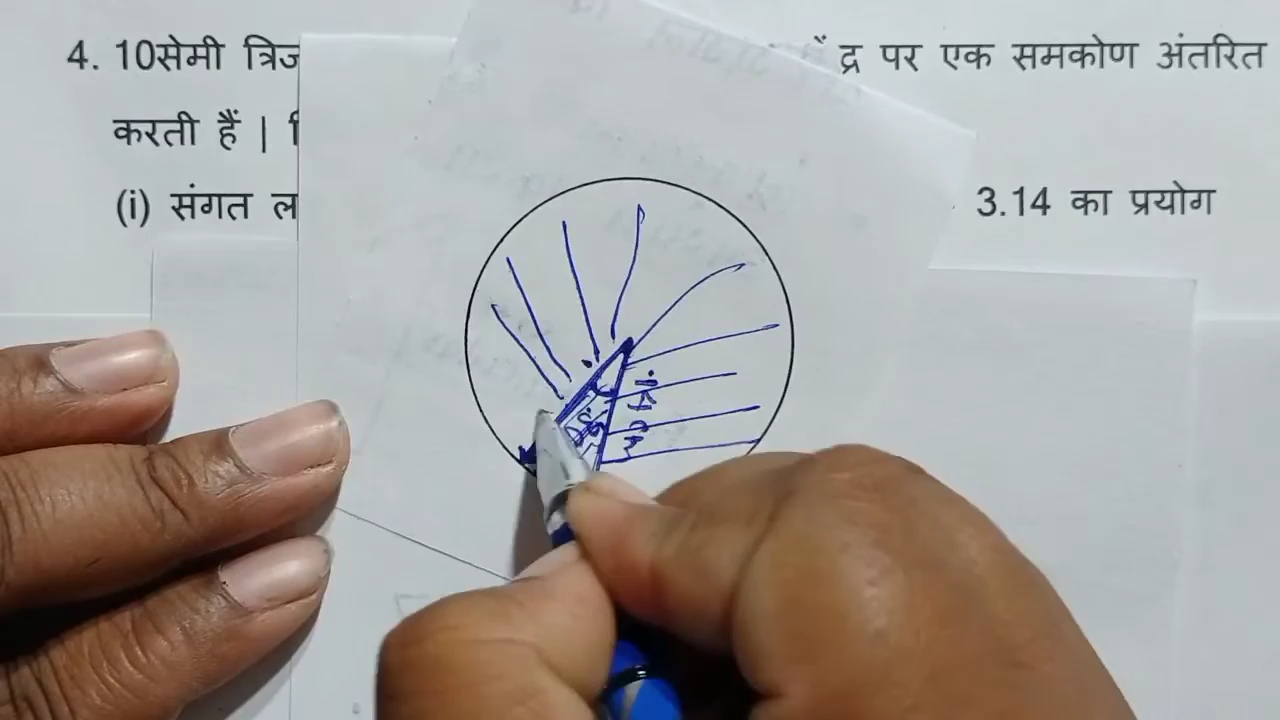 4. 10सेमी त्रिज
द्र पर एक समकोण अंतरित
करती हैं |
(i) संगत ल
3.14 का प्रयोग